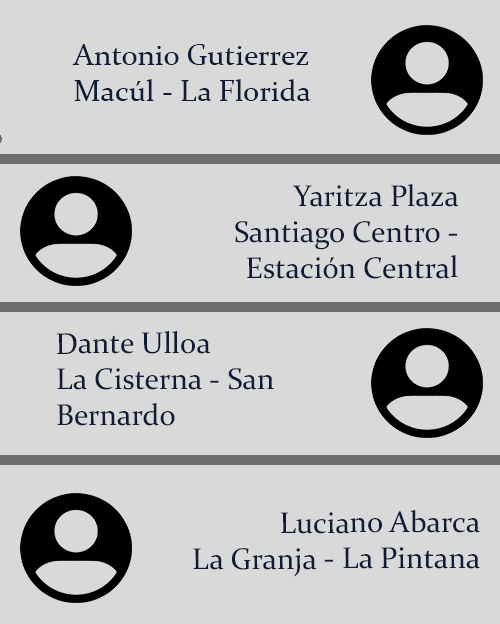 Antonio Gutierrez
Macúl - La Florida
Yaritza Plaza
Santiago Centro -
Estación Central
Dante Ulloa
La Cisterna - San
Bernardo
Luciano Abarca
La Granja - La Pintana